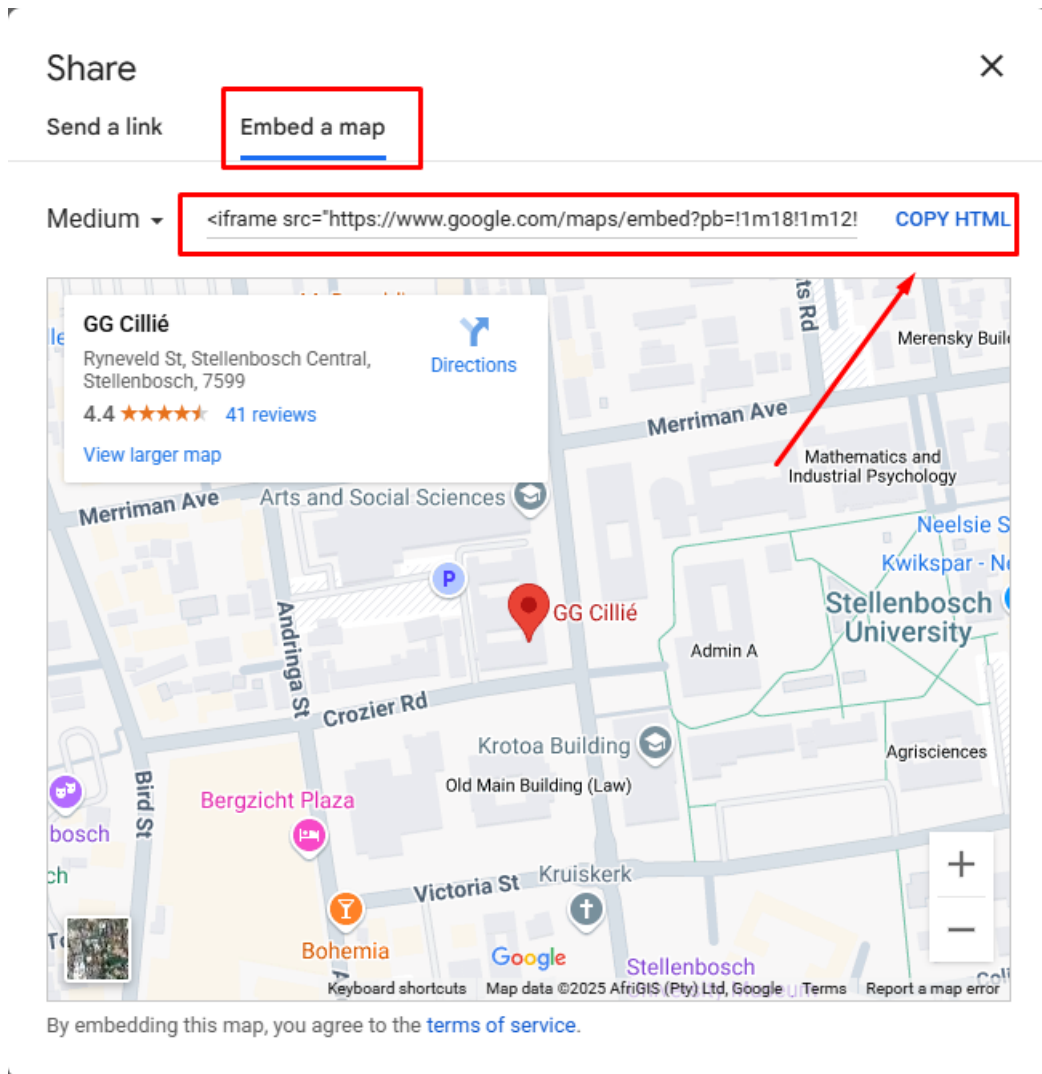 Share
Send a link
Embed a map
Medium
<iframe src="https://www.google.com/maps/embed?pb=!1m18!1m12!
COPY HTML
GG Cillié
Ryneveld St, Stellenbosch Central,
Stellenbosch, 7599
4.4
41 reviews
View larger map
Directions
ts Rd
Merensky Buil
Merriman Ave
Mathematics and
Industrial Psychology
Merriman Ave
Arts and Social Sciences
Neelsie S
Kwikspar - Ne
P
GG Cillié
Stellenbosch
University
Admin A
Andringa St
Crozier Rd
Krotoa Building
Old Main Building (Law)
Agrisciences
Bird St
Bergzicht Plaza
bosch
ch
Victoria St
Kruiskerk
Bohemia
Google
Stellenbosch
Keyboard shortcuts
Map data ©2025 AfriGIS (Pty) Ltd, Google
Terms
Report a map error
By embedding this map, you agree to the terms of service.